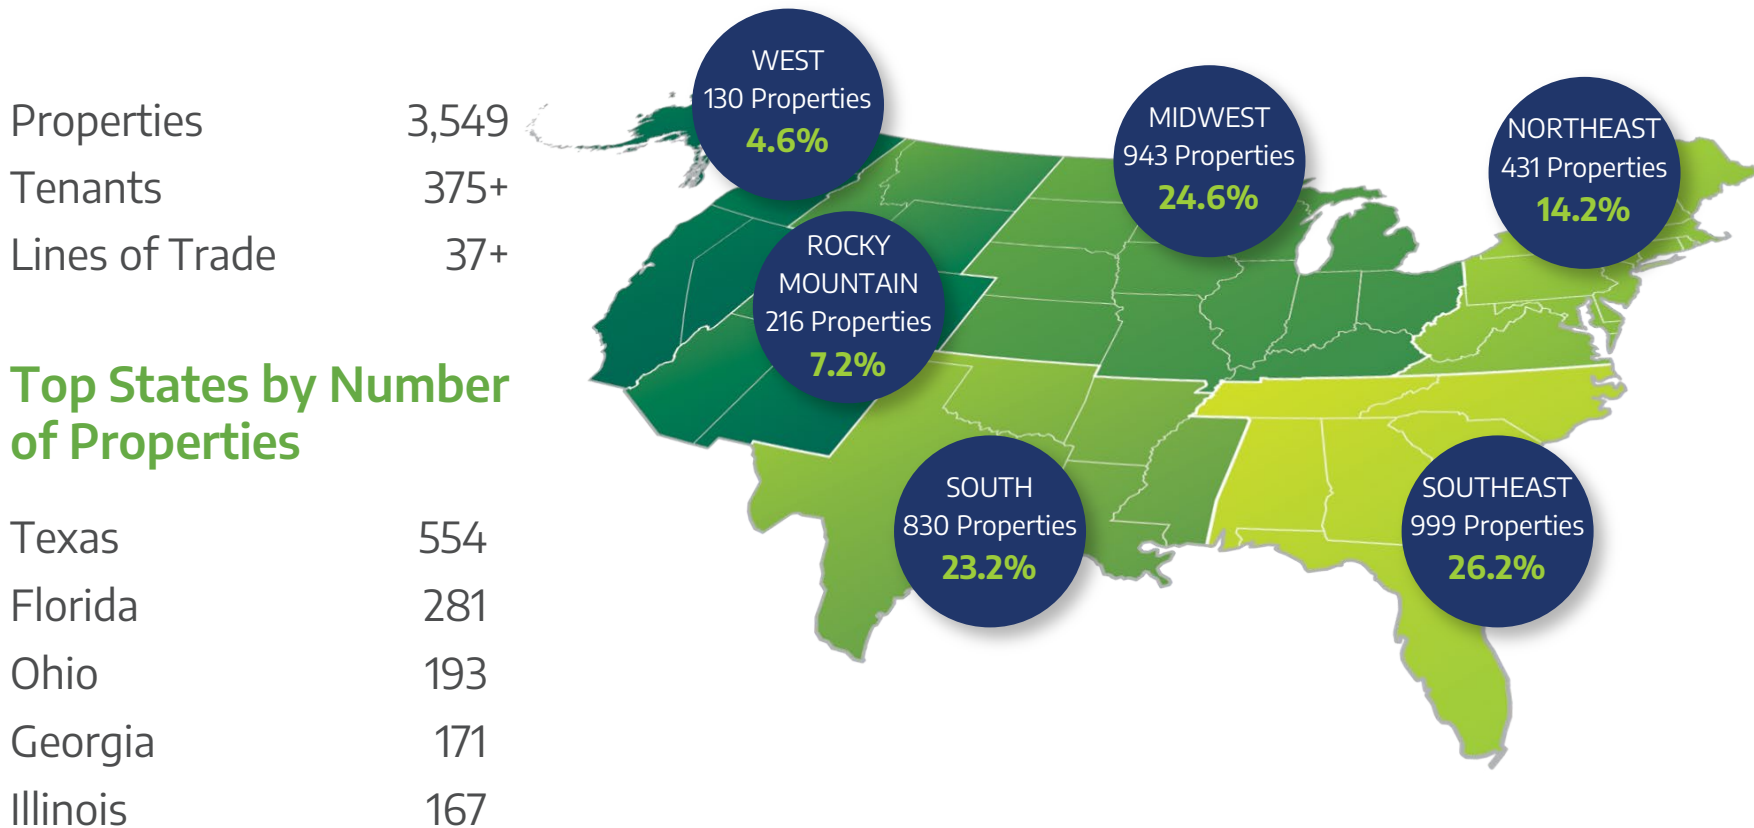 Properties 3,549
Tenants 375+
Lines of Trade 37+
Top States by Number
of Properties
Texas 554
Florida 281
Ohio 193
Georgia 171
Illinois 167
WEST
130 Properties
4.6%
ROCKY
MOUNTAIN
216 Properties
7.2%
MIDWEST
943 Properties
24.6%
NORTHEAST
431 Properties
14.2%
SOUTH
830 Properties
23.2%
SOUTHEAST
999 Properties
26.2%